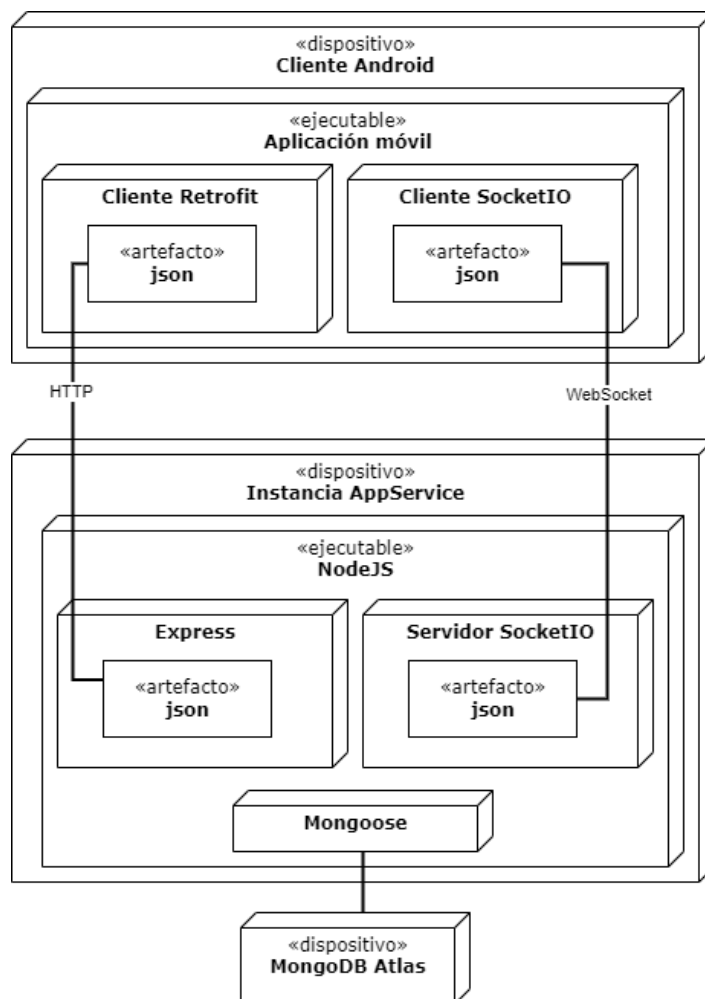 «dispositivo»
Cliente Android
«ejecutable»
Aplicación móvil
Cliente Retrofit
Cliente SocketIO
«artefacto»
json
«artefacto»
json
HTTP
WebSocket
«dispositivo»
Instancia AppService
«ejecutable»
NodeJS
Express
Servidor SocketIO
«artefacto»
json
«artefacto»
json
Mongoose
«dispositivo»
MongoDB Atlas